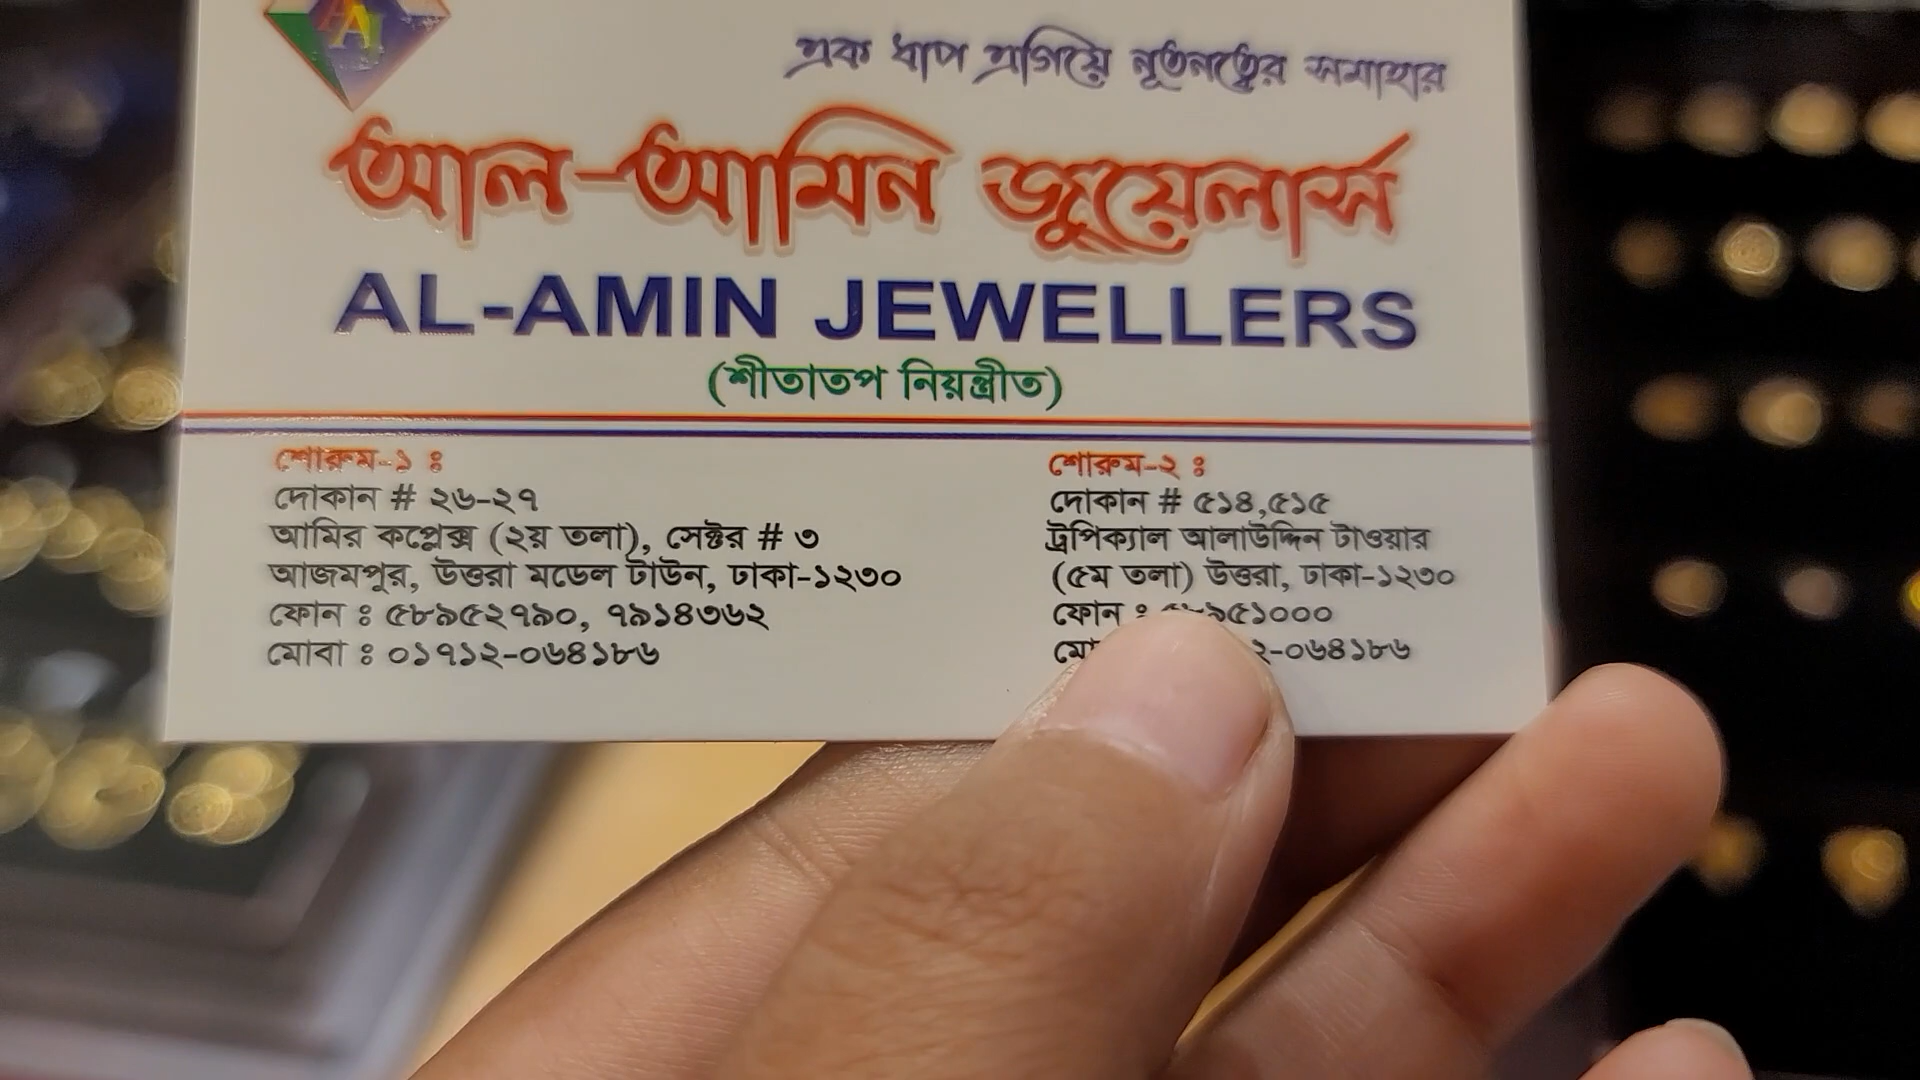 এক ধাপ এগিয়ে নূতনত্বের সমাহার
আল-আমিন জুয়েলার্স
AL-AMIN JEWELLERS
(শীতাতপ নিয়ন্ত্রীত)
শোরুম-১ ঃ
দোকান # ২৬-২৭
আমির কপ্লেক্স (২য় তলা), সেক্টর # ৩
আজমপুর, উত্তরা মডেল টাউন, ঢাকা-১২৩০
ফোন ঃ ৫৮৯৫২৭৯০, ৭৯১৪৩৬২
মোবা ঃ ০১৭১২-০৬৪১৮৬
শোরুম-২ ঃ
দোকান # ৫১৪,৫১৫
ট্রপিক্যাল আলাউদ্দিন টাওয়ার
(৫ম তলা) উত্তরা, ঢাকা-১২৩০
ফোন ঃ ৯৫১০০০
২-০৬৪১৮৬